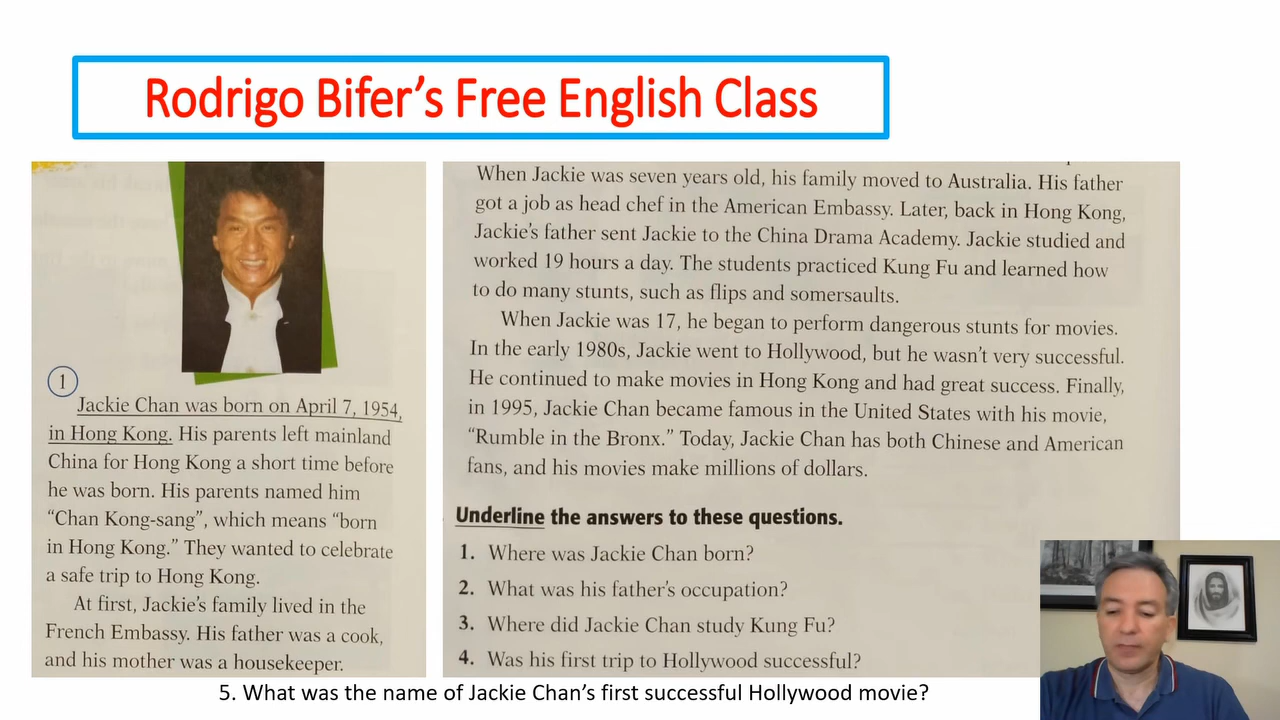 Rodrigo Bifer’s Free English Class
1
Jackie Chan was born on April 7, 1954,
in Hong Kong. His parents left mainland
China for Hong Kong a short time before
he was born. His parents named him
“Chan Kong-sang”, which means “born
in Hong Kong.” They wanted to celebrate
a safe trip to Hong Kong.
At first, Jackie’s family lived in the
French Embassy. His father was a cook,
and his mother was a housekeeper.
When Jackie was seven years old, his family moved to Australia. His father
got a job as head chef in the American Embassy. Later, back in Hong Kong,
Jackie’s father sent Jackie to the China Drama Academy. Jackie studied and
worked 19 hours a day. The students practiced Kung Fu and learned how
to do many stunts, such as flips and somersaults.
When Jackie was 17, he began to perform dangerous stunts for movies.
In the early 1980s, Jackie went to Hollywood, but he wasn’t very successful.
He continued to make movies in Hong Kong and had great success. Finally,
in 1995, Jackie Chan became famous in the United States with his movie,
“Rumble in the Bronx.” Today, Jackie Chan has both Chinese and American
fans, and his movies make millions of dollars.
Underline the answers to these questions.
1. Where was Jackie Chan born?
2. What was his father’s occupation?
3. Where did Jackie Chan study Kung Fu?
4. Was his first trip to Hollywood successful?
5. What was the name of Jackie Chan’s first successful Hollywood movie?